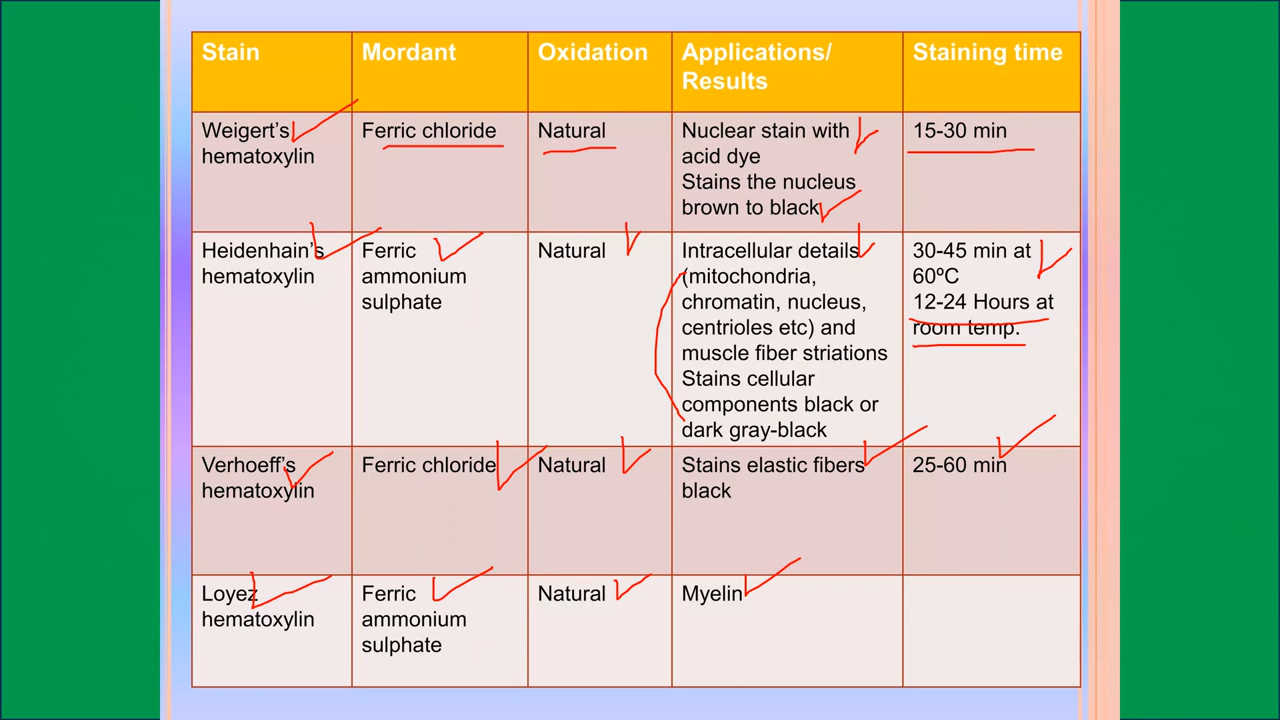 Stain Mordant Oxidation Applications/ Staining time
Results
Weigert's Ferric chloride Natural Nuclear stain with 15-30 min
hematoxylin acid dye
Stains the nucleus
brown to black
Heidenhain's Ferric Natural Intracellular details 30-45 min at
hematoxylin ammonium (mitochondria, 60ºC
sulphate chromatin, nucleus, 12-24 Hours at
centrioles etc) and room temp.
muscle fiber striations
Stains cellular
components black or
dark gray-black
Verhoeff's Ferric chloride Natural Stains elastic fibers 25-60 min
hematoxylin black
Loyez Ferric Natural Myelin
hematoxylin ammonium
sulphate